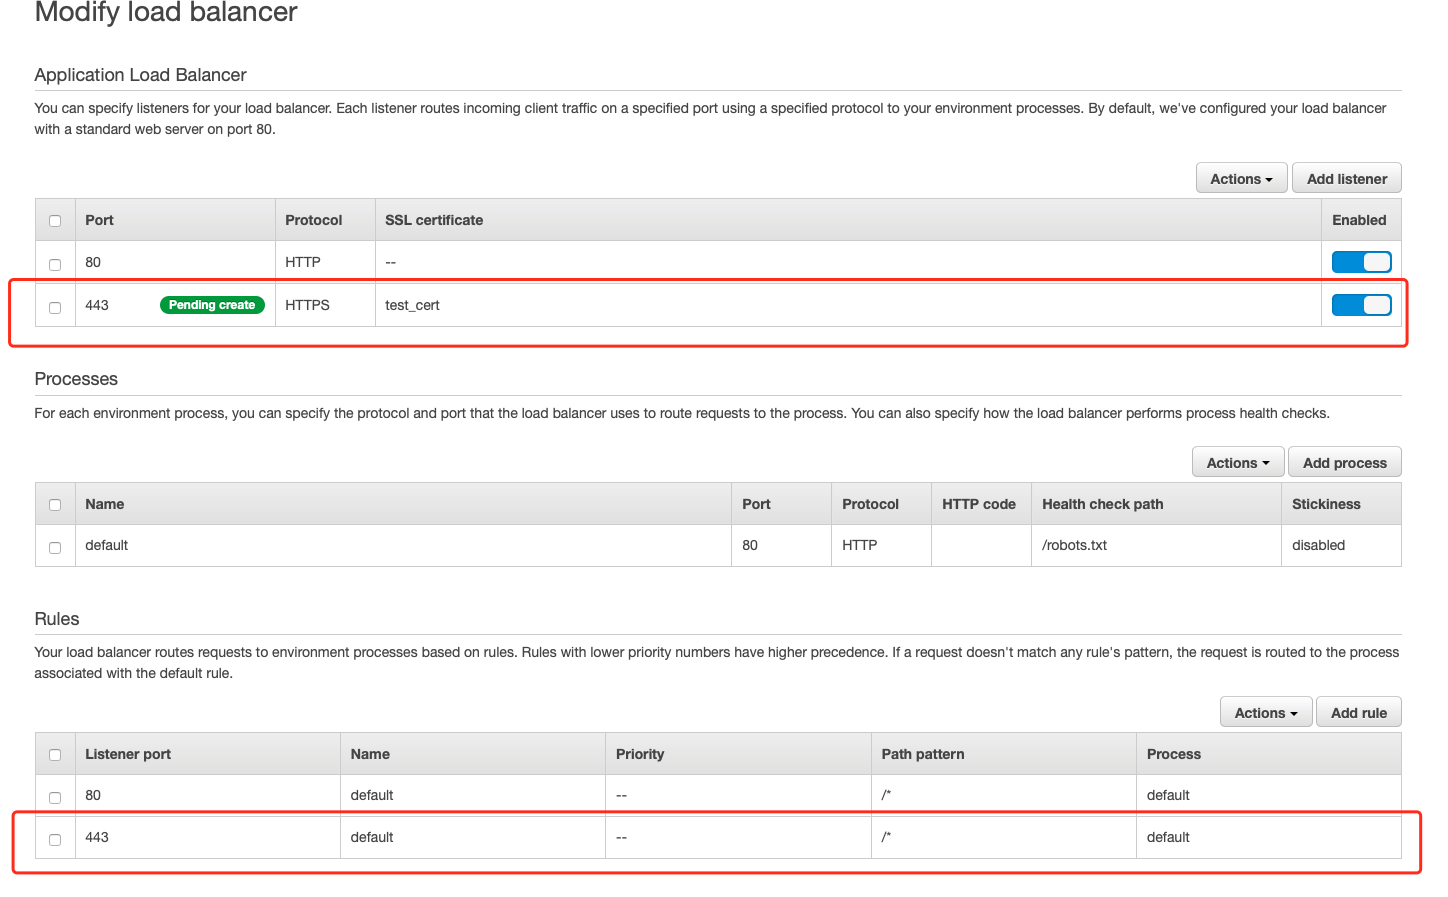 Modify load balancer
Application Load Balancer
You can specify listeners for your load balancer. Each listener routes incoming client traffic on a specified port using a specified protocol to your environment processes. By default, we've configured your load balancer
with a standard web server on port 80.
Actions Add listener
Port Protocol SSL certificate Enabled
80 HTTP --
443 Pending create HTTPS test_cert
Processes
For each environment process, you can specify the protocol and port that the load balancer uses to route requests to the process. You can also specify how the load balancer performs process health checks.
Actions Add process
Name Port Protocol HTTP code Health check path Stickiness
default 80 HTTP /robots.txt disabled
Rules
Your load balancer routes requests to environment processes based on rules. Rules with lower priority numbers have higher precedence. If a request doesn't match any rule's pattern, the request is routed to the process
associated with the default rule.
Actions Add rule
Listener port Name Priority Path pattern Process
80 default -- /* default
443 default -- /* default